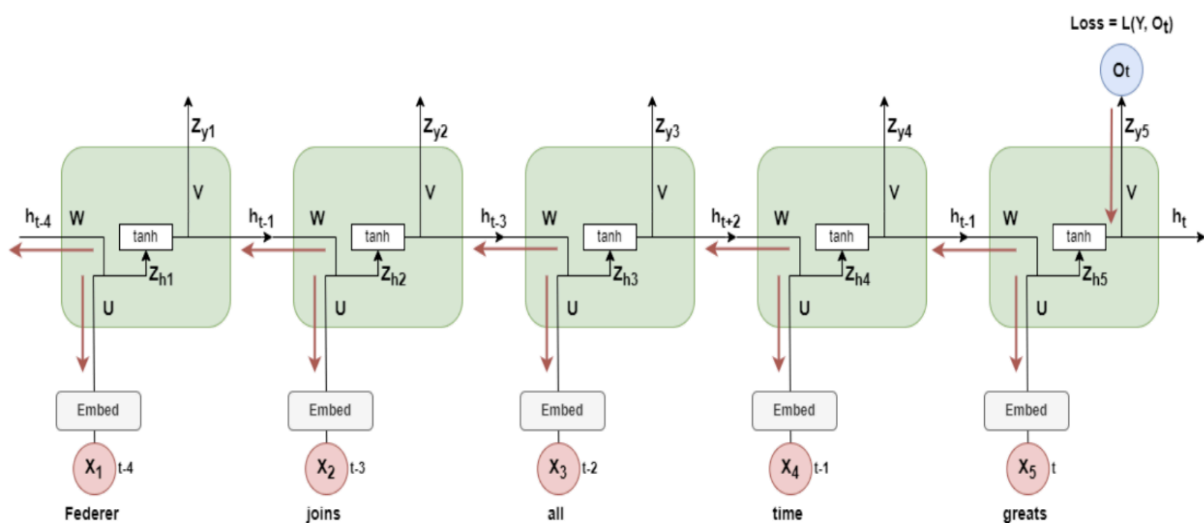 Loss = L(Y, Ot)
Ot
Zy1 Zy2 Zy3 Zy4 Zy5
V V V V V
ht-4 W ht-1 W ht-3 W ht+2 W ht-1 W ht
tanh tanh tanh tanh tanh
Zh1 Zh2 Zh3 Zh4 Zh5
U U U U U
Embed Embed Embed Embed Embed
X1 t-4 X2 t-3 X3 t-2 X4 t-1 X5 t
Federer joins all time greats